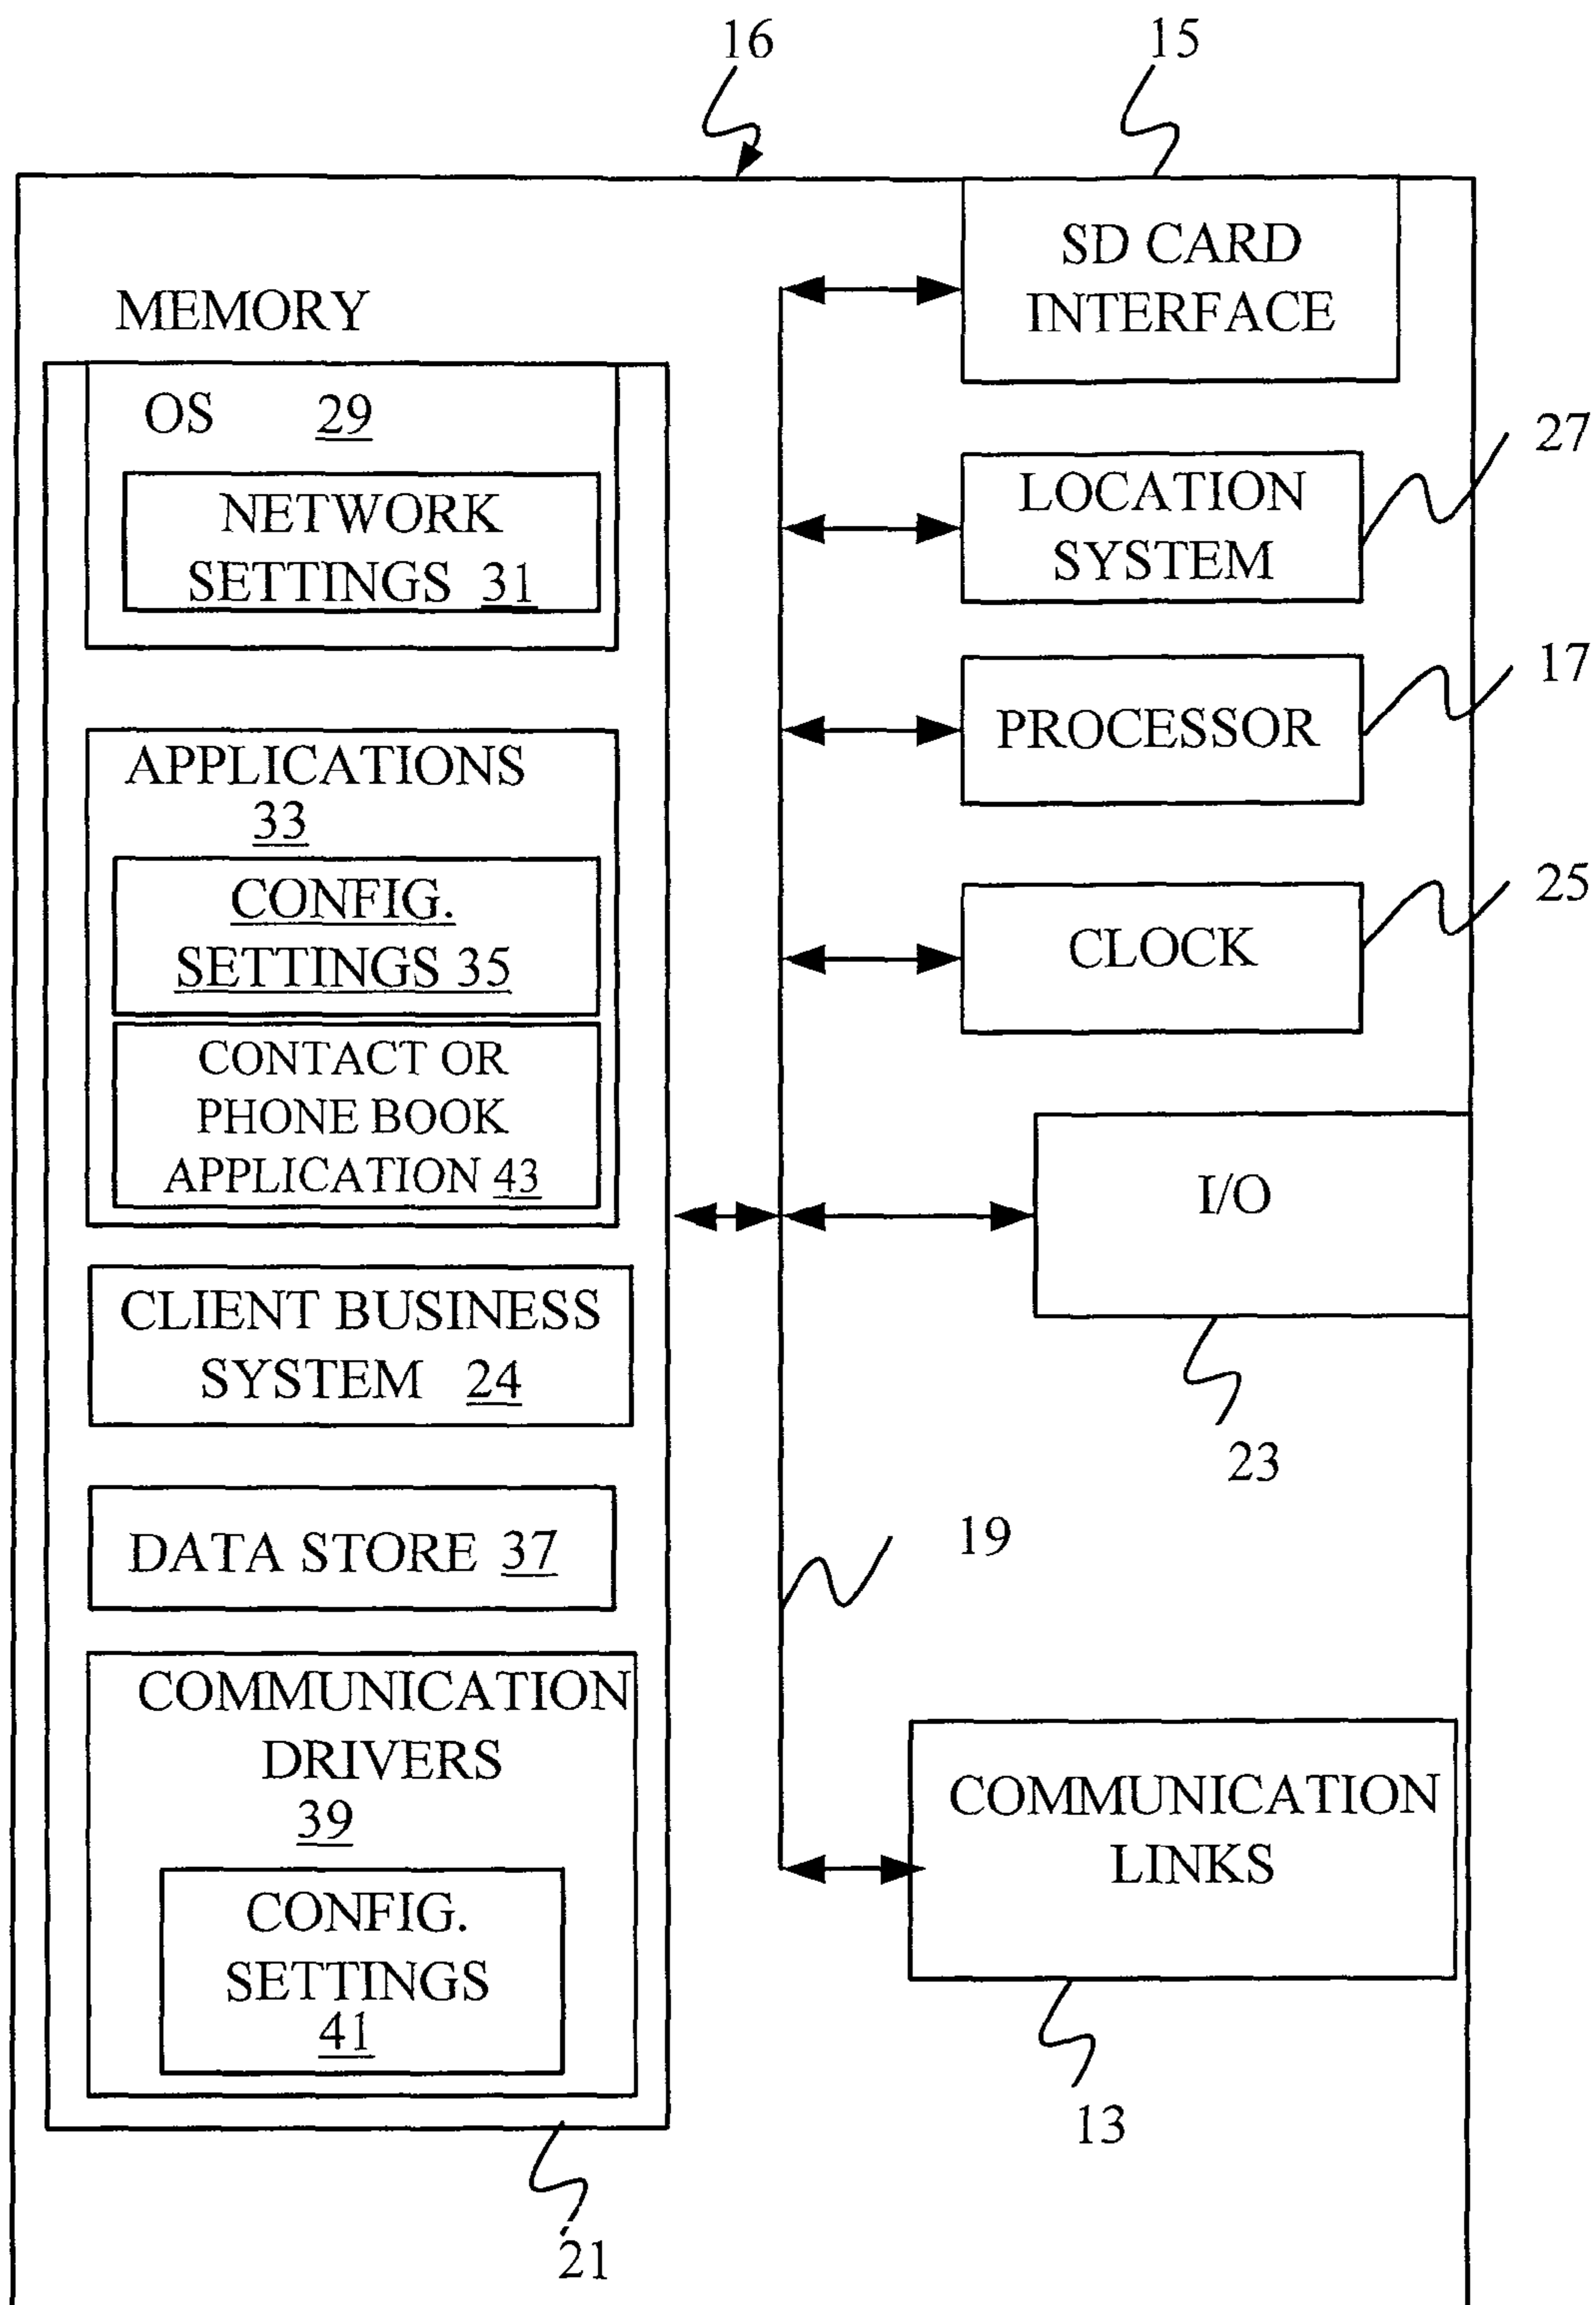 16
15
SD CARD
INTERFACE
MEMORY
OS 29
NETWORK
SETTINGS 31
27
LOCATION
SYSTEM
17
PROCESSOR
APPLICATIONS
33
CONFIG.
SETTINGS 35
25
CLOCK
CONTACT OR
PHONE BOOK
APPLICATION 43
I/O
CLIENT BUSINESS
SYSTEM 24
23
DATA STORE 37
19
COMMUNICATION
DRIVERS
39
CONFIG.
SETTINGS
41
COMMUNICATION
LINKS
13
21